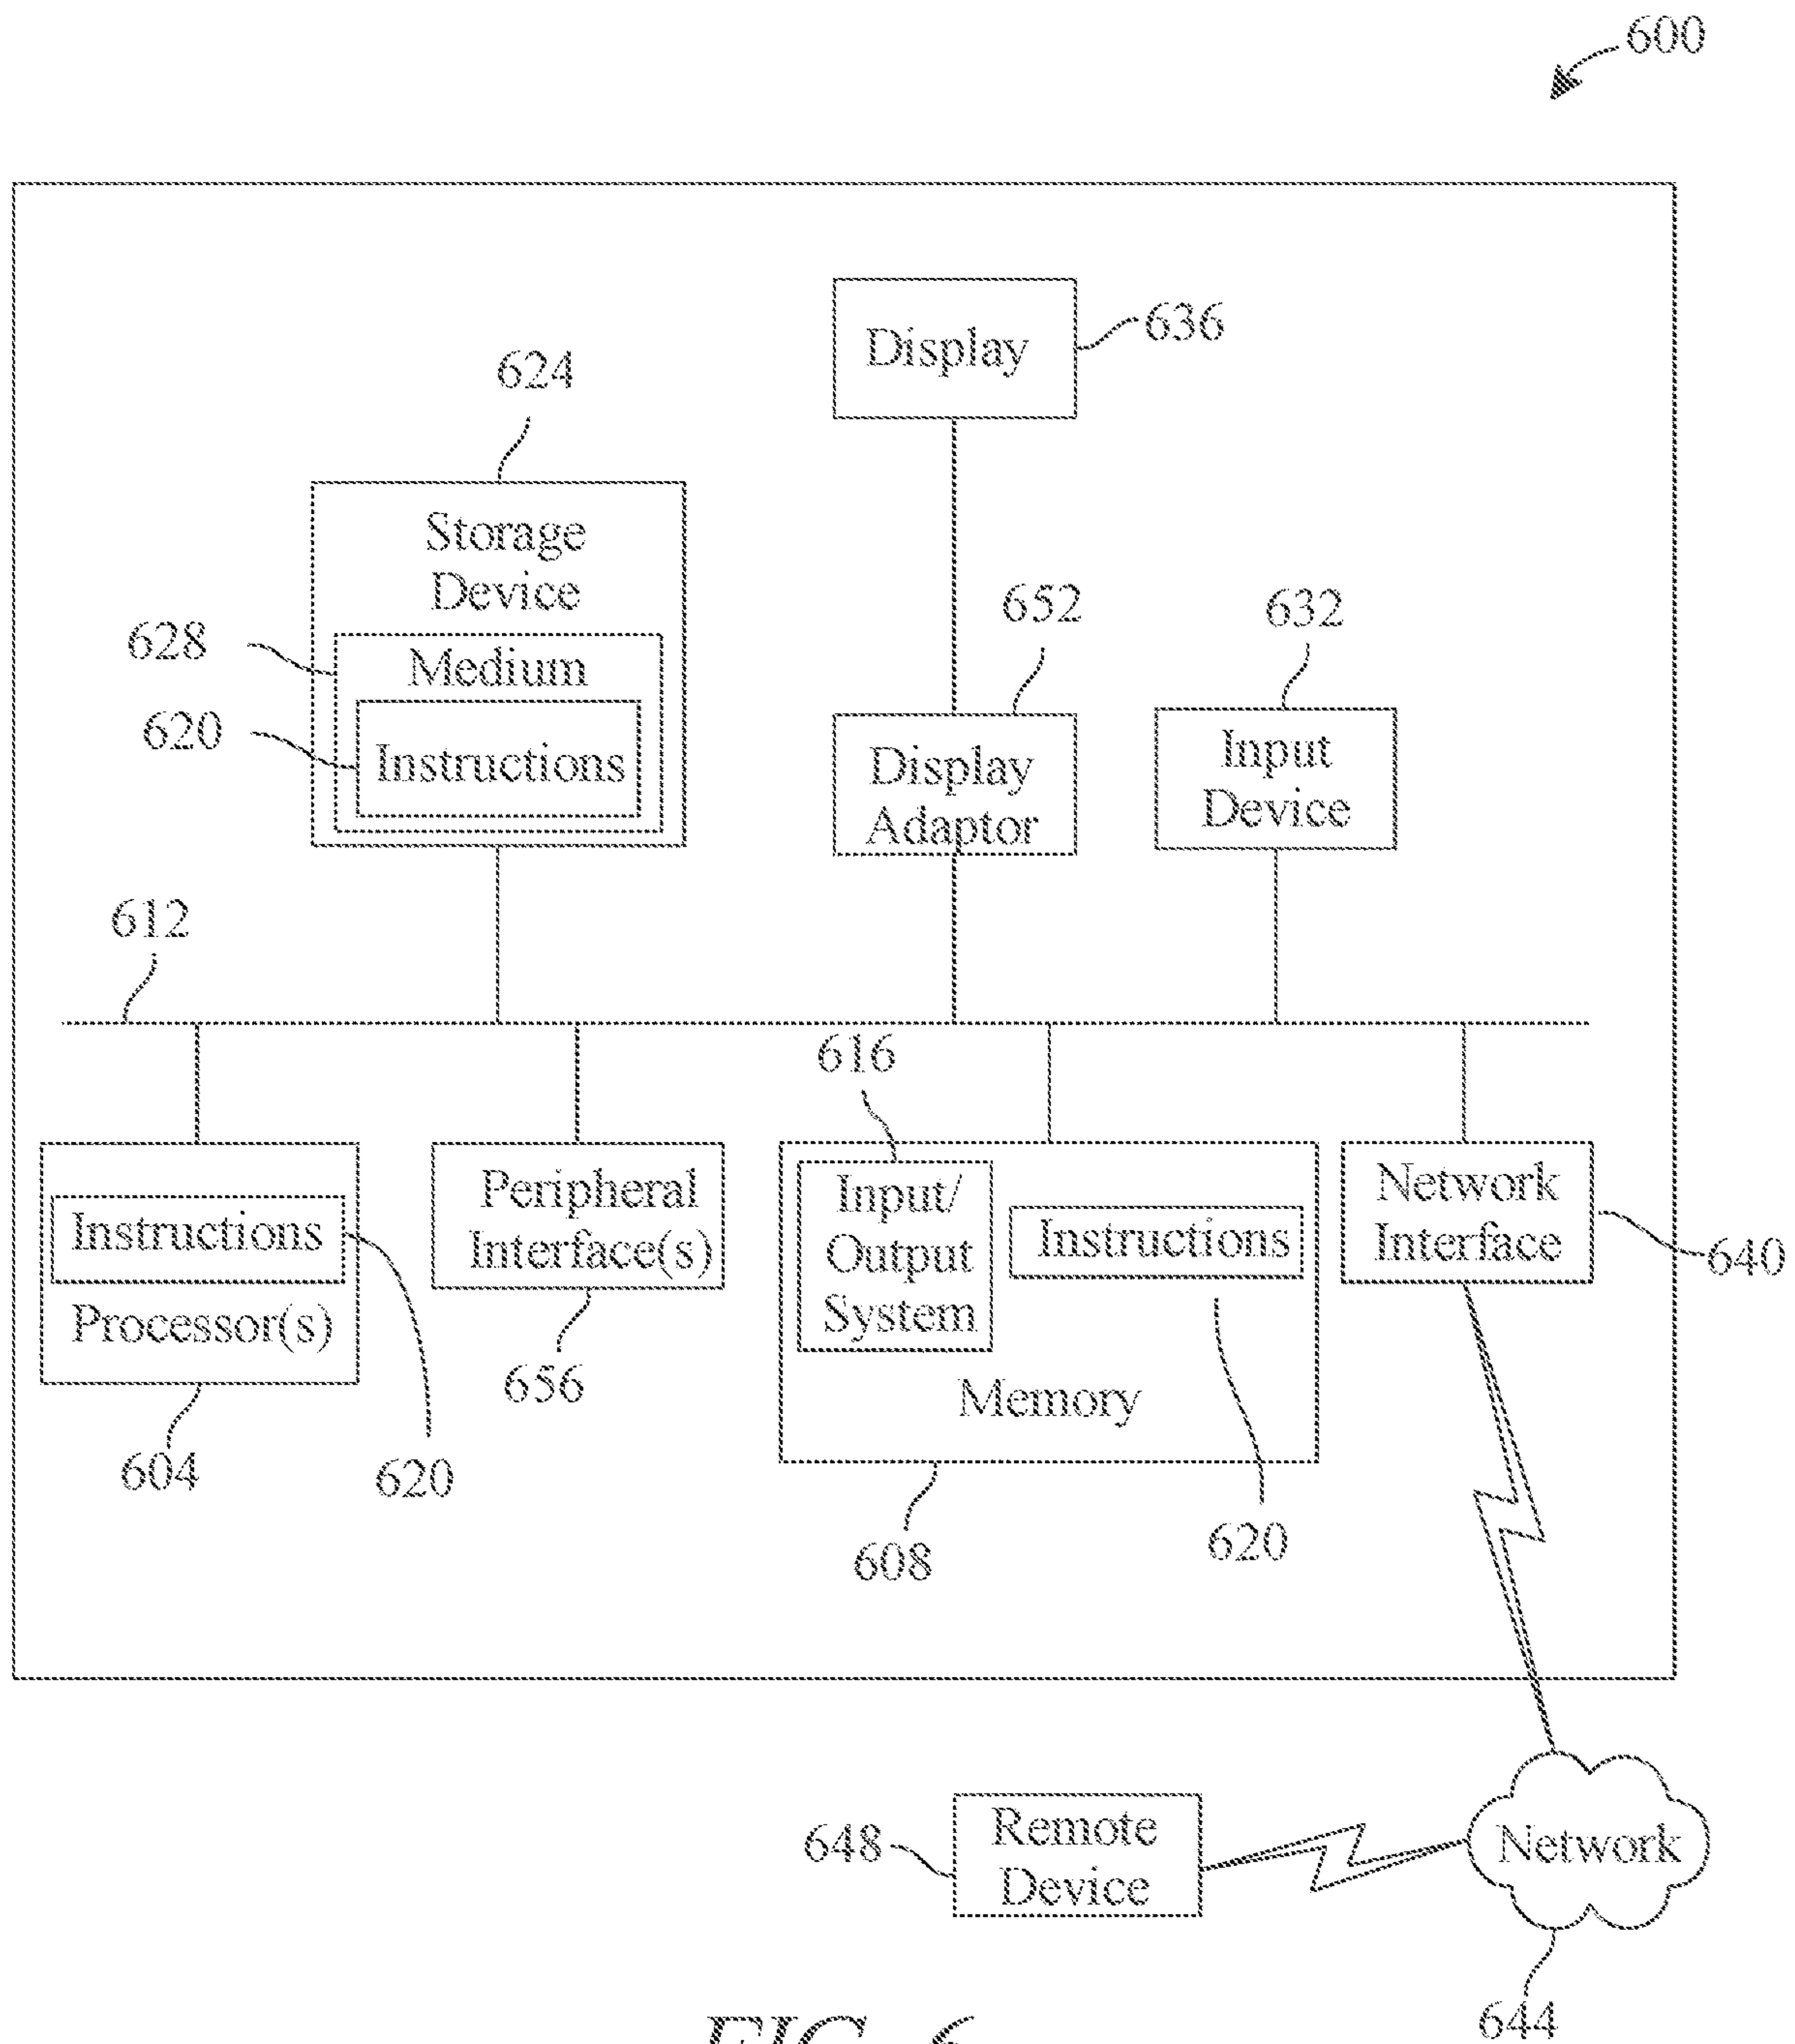 600
Display
636
624
Storage
Device
628
Medium
620
Instructions
652
Display
Adaptor
632
Input
Device
612
616
Instructions
Processor(s)
604
620
Peripheral
Interface(s)
656
Input/
Output
System
Instructions
Memory
608
620
Network
Interface
640
648
Remote
Device
Network
644
FIG. 6